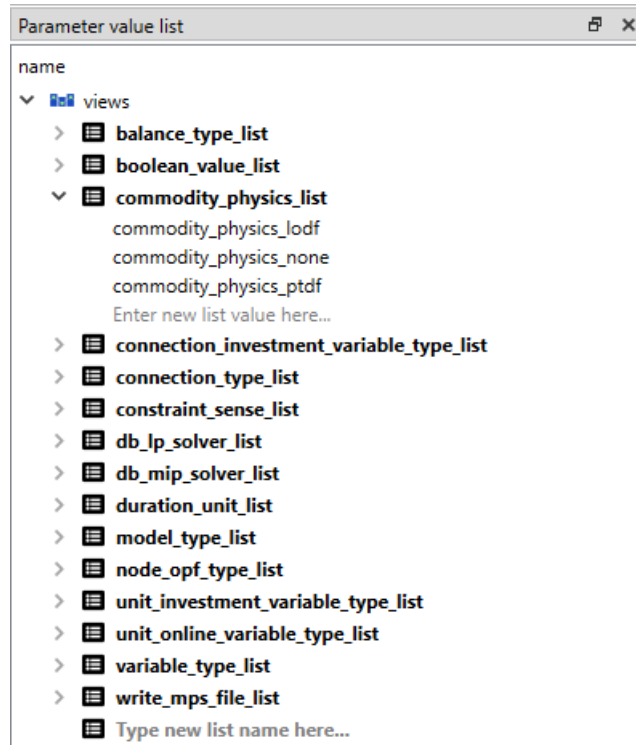 Parameter value list
name
views
balance_type_list
boolean_value_list
commodity_physics_list
commodity_physics_lodf
commodity_physics_none
commodity_physics_ptdf
Enter new list value here...
connection_investment_variable_type_list
connection_type_list
constraint_sense_list
db_lp_solver_list
db_mip_solver_list
duration_unit_list
model_type_list
node_opf_type_list
unit_investment_variable_type_list
unit_online_variable_type_list
variable_type_list
write_mps_file_list
Type new list name here...